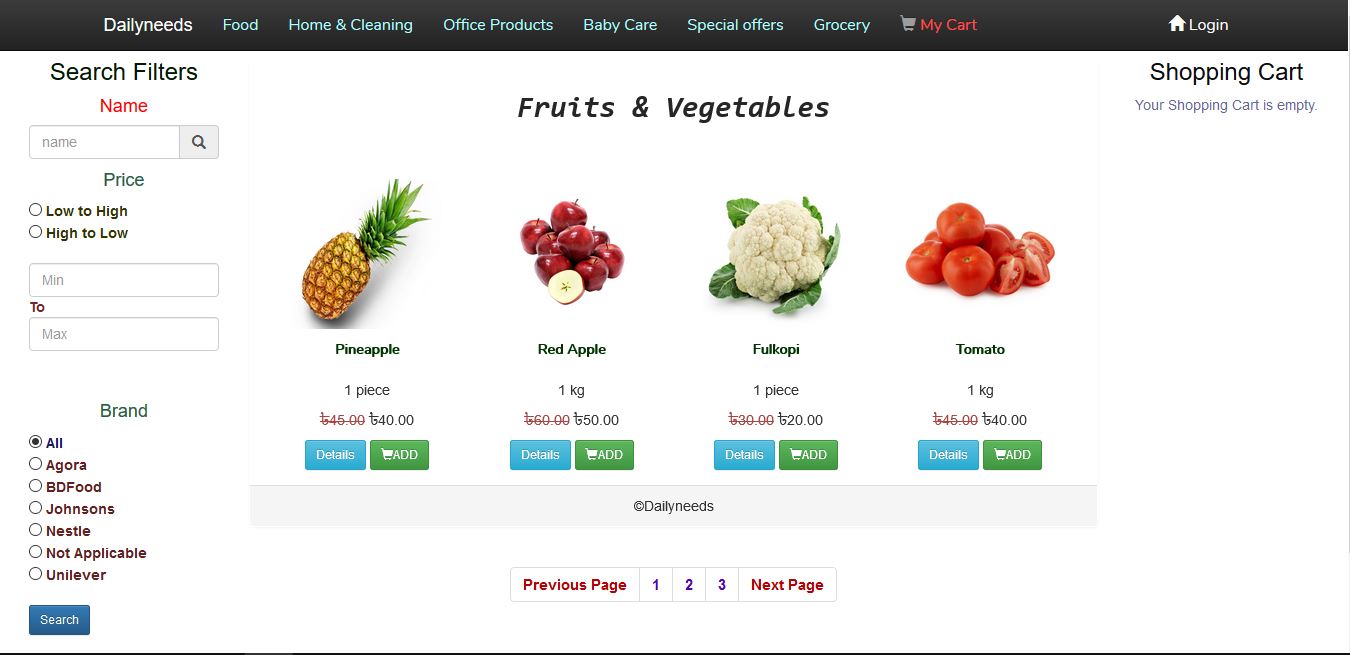 Dailyneeds Food Home & Cleaning Office Products Baby Care Special offers Grocery My Cart Login
Search Filters
Name
name
Price
Low to High
High to Low
Min
To
Max
Brand
All
Agora
BDFood
Johnsons
Nestle
Not Applicable
Unilever
Search
Fruits & Vegetables
Pineapple Red Apple Fulkopi Tomato
1 piece 1 kg 1 piece 1 kg
৳45.00 ৳40.00 ৳60.00 ৳50.00 ৳30.00 ৳20.00 ৳45.00 ৳40.00
Details ADD Details ADD Details ADD Details ADD
©Dailyneeds
Previous Page 1 2 3 Next Page
Shopping Cart
Your Shopping Cart is empty.